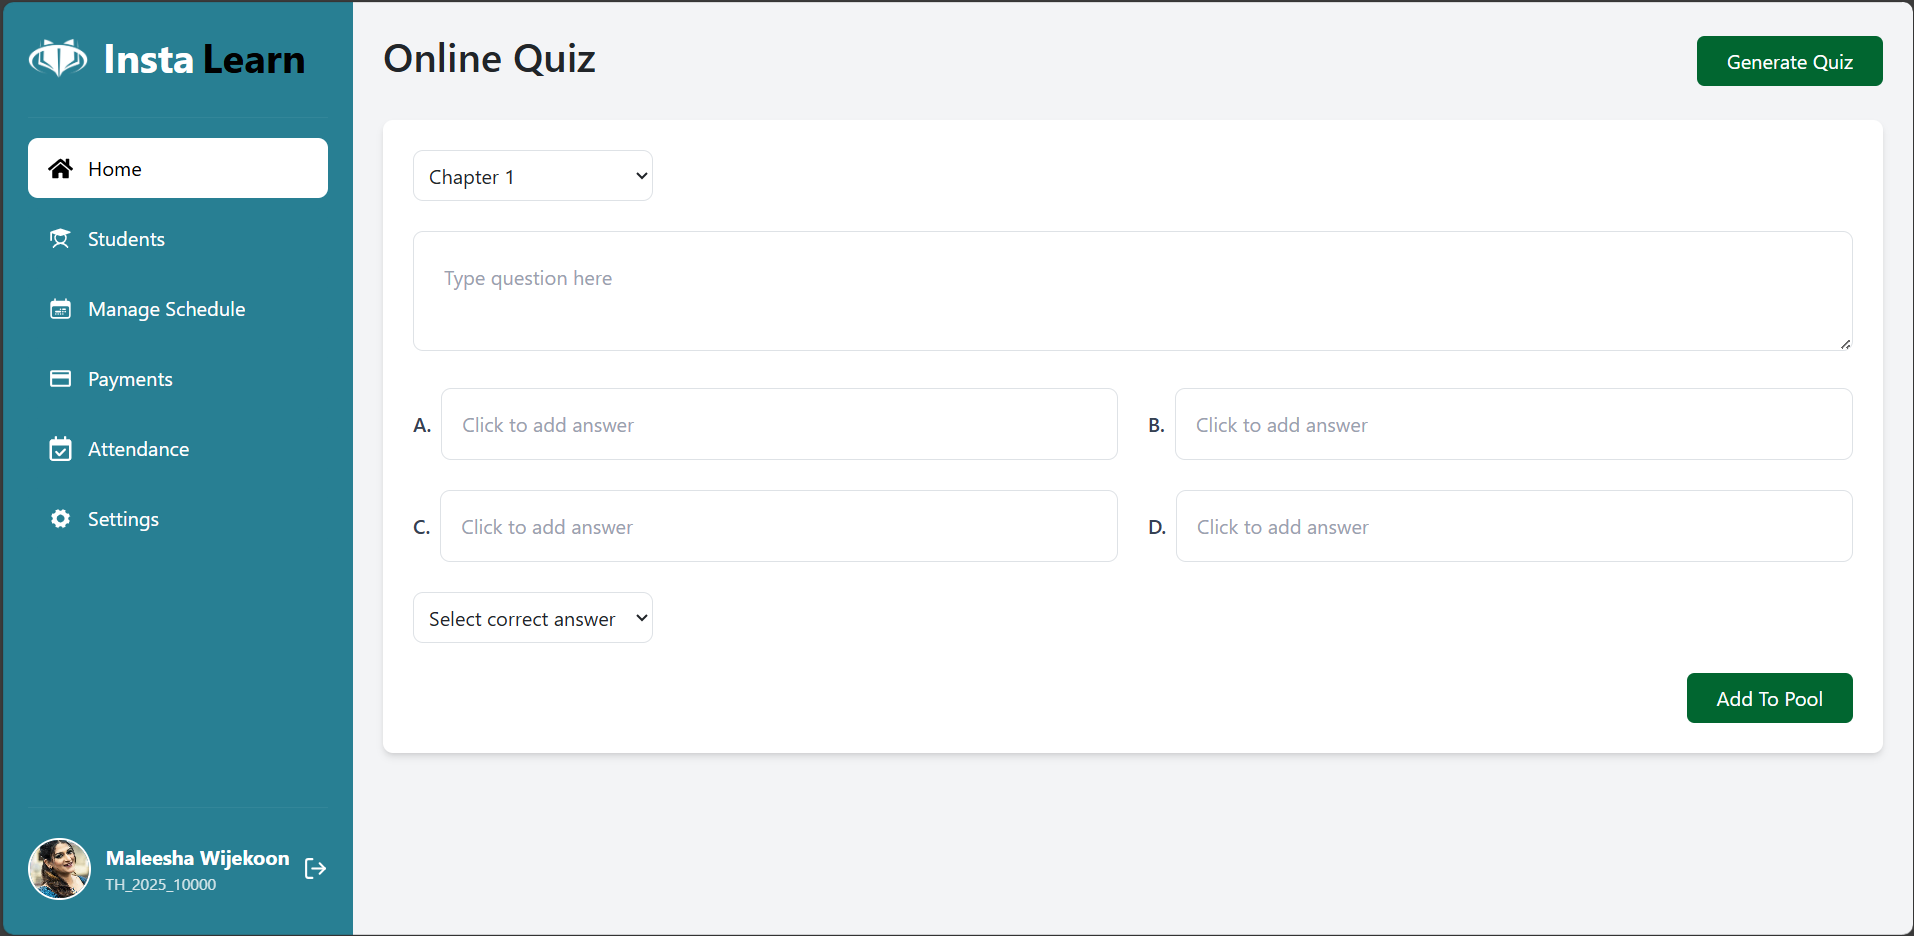 Insta Learn
Home
Students
Manage Schedule
Payments
Attendance
Settings
Maleesha Wijekoon
TH_2025_10000
Online Quiz
Generate Quiz
Chapter 1
Type question here
A. Click to add answer
B. Click to add answer
C. Click to add answer
D. Click to add answer
Select correct answer
Add To Pool